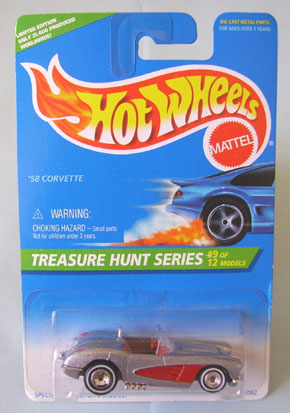 LIMITED EDITION
ONLY 25,000 PRODUCED
WORLDWIDE!
DIE-CAST METAL PARTS
FOR AGES OVER 3 YEARS.
HOT WHEELS
MATTEL
'58 CORVETTE
⚠ WARNING:
CHOKING HAZARD - Small parts.
Not for children under 3 years.
TREASURE HUNT SERIES #9 OF
12 MODELS